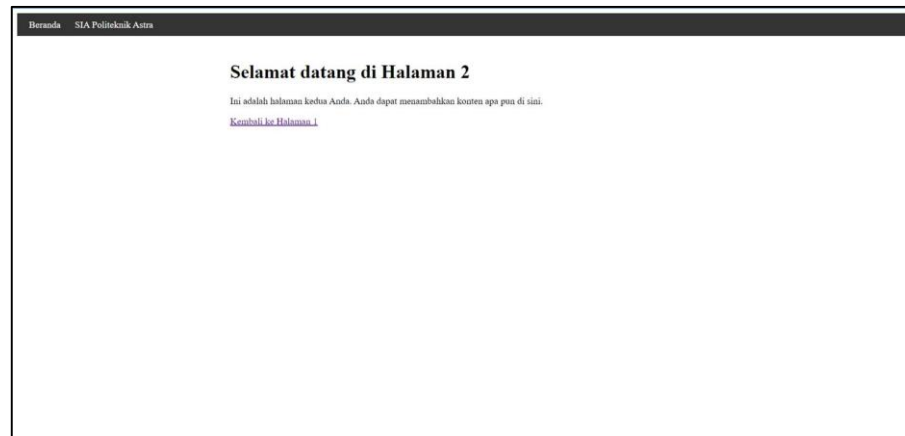 Beranda SIA Politeknik Astra
Selamat datang di Halaman 2
Ini adalah halaman kedua Anda. Anda dapat menambahkan konten apa pun di sini.
Kembali ke Halaman 1